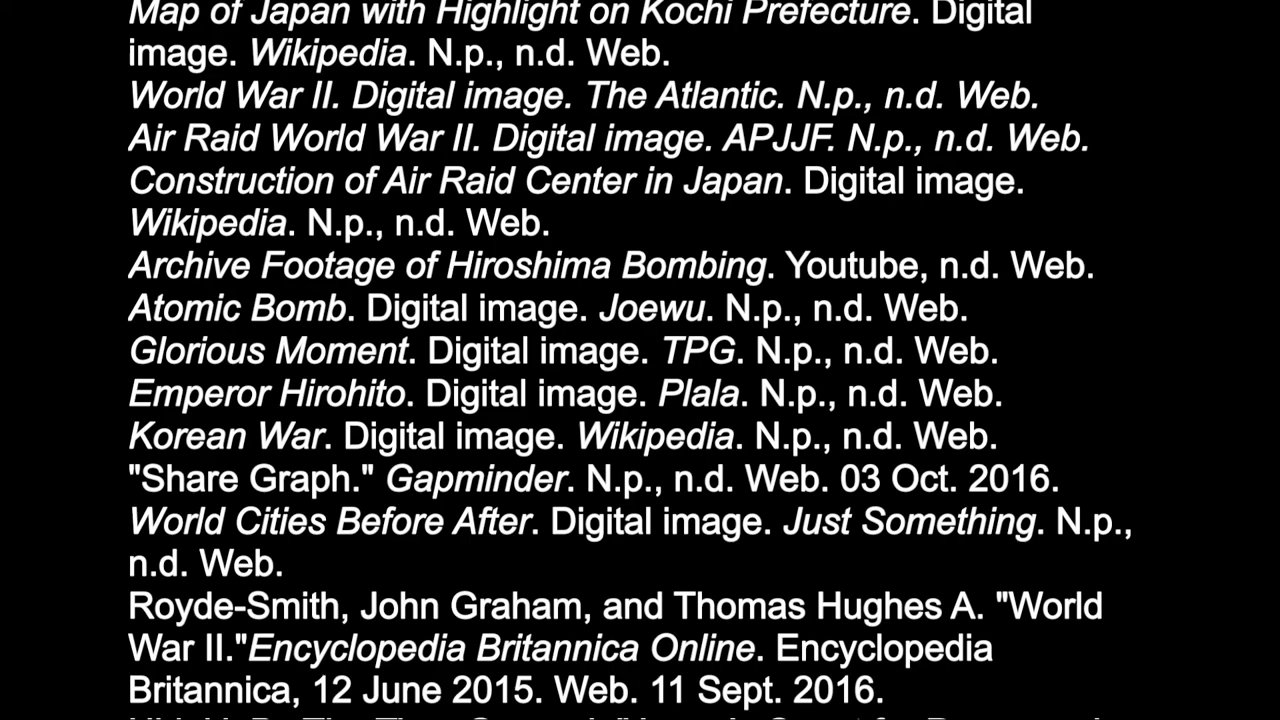 Map of Japan with Highlight on Kochi Prefecture. Digital
image. Wikipedia. N.p., n.d. Web.
World War II. Digital image. The Atlantic. N.p., n.d. Web.
Air Raid World War II. Digital image. APJJF. N.p., n.d. Web.
Construction of Air Raid Center in Japan. Digital image.
Wikipedia. N.p., n.d. Web.
Archive Footage of Hiroshima Bombing. Youtube, n.d. Web.
Atomic Bomb. Digital image. Joewu. N.p., n.d. Web.
Glorious Moment. Digital image. TPG. N.p., n.d. Web.
Emperor Hirohito. Digital image. Plala. N.p., n.d. Web.
Korean War. Digital image. Wikipedia. N.p., n.d. Web.
"Share Graph." Gapminder. N.p., n.d. Web. 03 Oct. 2016.
World Cities Before After. Digital image. Just Something. N.p.,
n.d. Web.
Royde-Smith, John Graham, and Thomas Hughes A. "World
War II."Encyclopedia Britannica Online. Encyclopedia
Britannica, 12 June 2015. Web. 11 Sept. 2016.